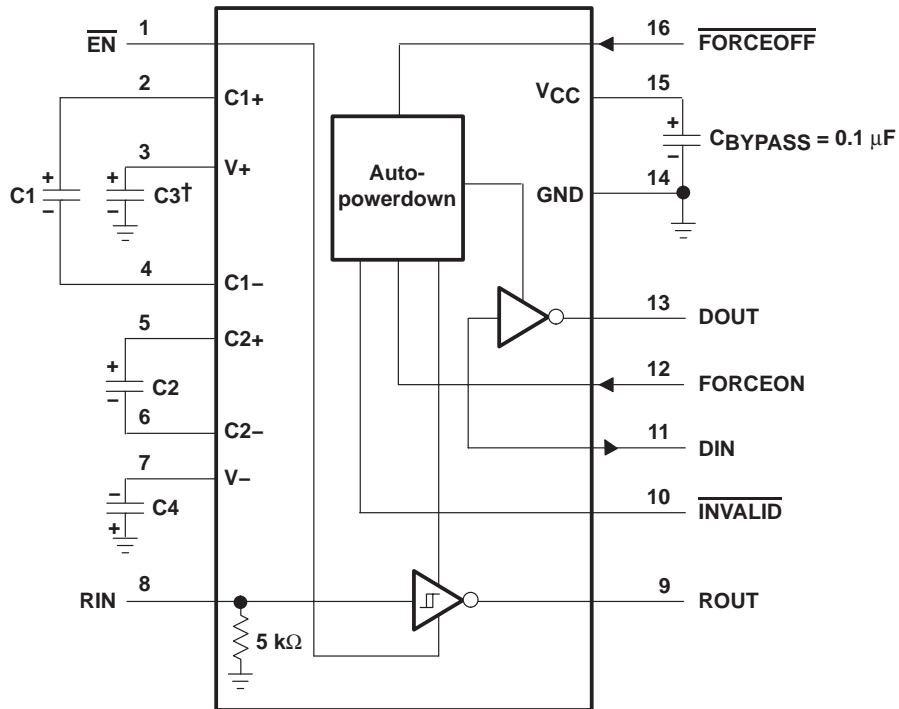 1 EN
16 FORCEOFF
2 C1+
VCC 15
CBYPASS = 0.1 μF
3 V+
C1
C3†
Auto-
powerdown
14 GND
4 C1−
5 C2+
13 DOUT
C2
12 FORCEON
6 C2−
11 DIN
7 V−
C4
10 INVALID
8 RIN
9 ROUT
5 kΩ
+
−
+
−
+
−
+
−
−
+